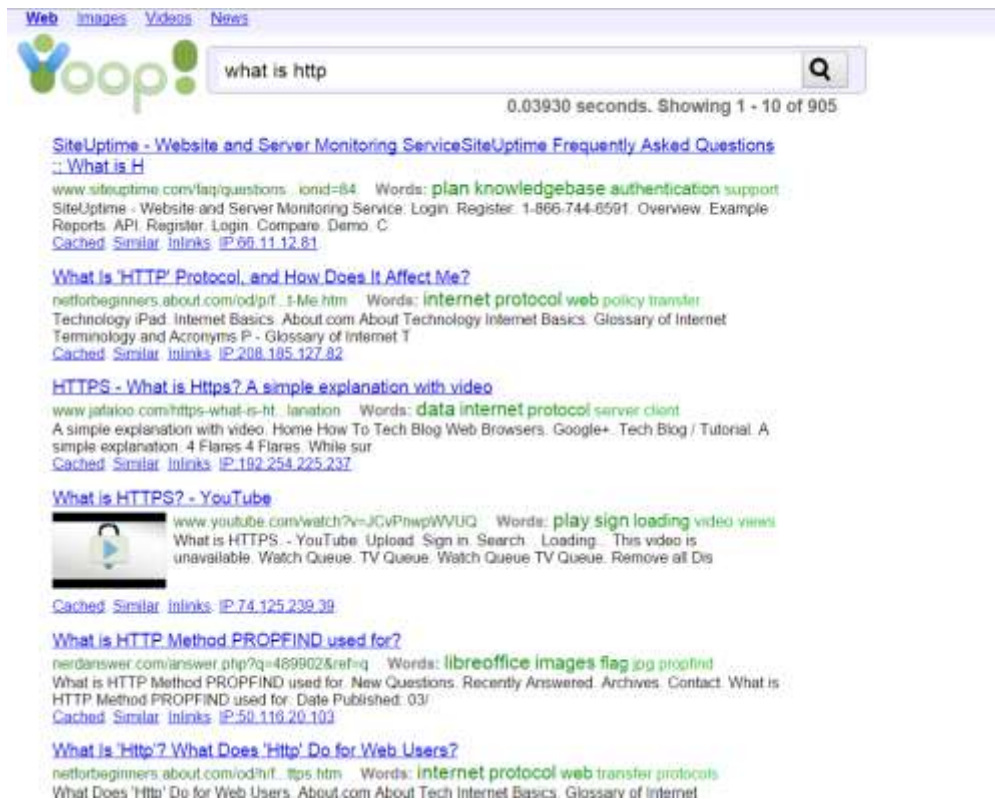 Web Images Videos News
Yoop!
what is http
0.03930 seconds. Showing 1 - 10 of 905
SiteUptime - Website and Server Monitoring ServiceSiteUptime Frequently Asked Questions
:: What is H
www.siteuptime.com/faq/questions...ionid=84 Words: plan knowledgebase authentication support
SiteUptime - Website and Server Monitoring Service. Login. Register. 1-866-744-6591. Overview. Example
Reports. API. Register. Login. Compare. Demo. C
Cached. Similar. Inlinks. IP:66.11.12.81.
What Is 'HTTP' Protocol, and How Does It Affect Me?
netforbeginners.about.com/od/p/f...t-Me.htm Words: internet protocol web policy transfer
Technology iPad. Internet Basics. About.com About Technology Internet Basics. Glossary of Internet
Terminology and Acronyms P - Glossary of Internet T
Cached. Similar. Inlinks. IP:208.185.127.82
HTTPS - What is Https? A simple explanation with video
www.jafaloo.com/https-what-is-ht...lanation Words: data internet protocol server client
A simple explanation with video. Home How To Tech Blog Web Browsers. Google+. Tech Blog / Tutorial. A
simple explanation. 4 Flares 4 Flares. While sur
Cached. Similar. Inlinks. IP:192.254.225.237
What is HTTPS? - YouTube
www.youtube.com/watch?v=JCvPnwpWVUQ Words: play sign loading video views
What is HTTPS. - YouTube. Upload. Sign in. Search. . Loading... This video is
unavailable. Watch Queue. TV Queue. Watch Queue TV Queue. Remove all Dis
Cached. Similar. Inlinks. IP:74.125.239.39.
What is HTTP Method PROPFIND used for?
nerdanswer.com/answer.php?q=489902&ref=q Words: libreoffice images flag jpg propfind
What is HTTP Method PROPFIND used for. New Questions. Recently Answered. Archives. Contact. What is
HTTP Method PROPFIND used for. Date Published: 03/
Cached. Similar. Inlinks. IP:50.116.20.103
What Is 'Http'? What Does 'Http' Do for Web Users?
netforbeginners.about.com/od/h/f...ttps.htm Words: internet protocol web transfer protocols
What Does 'Http' Do for Web Users. About.com About Tech Internet Basics. Glossary of Internet